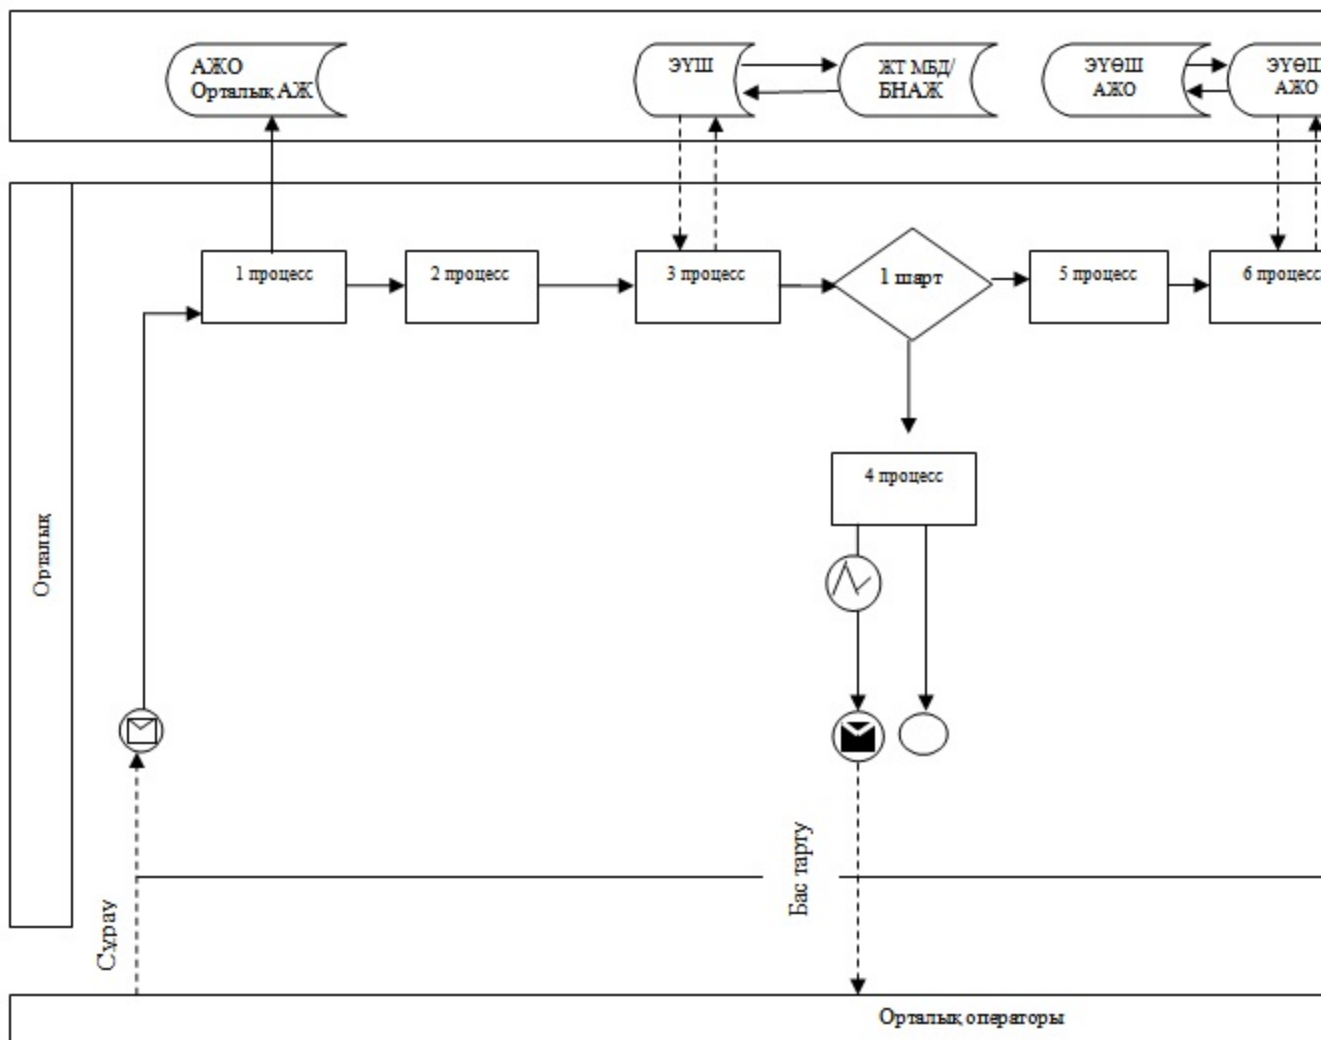 АЖО
Орталық АЖ
ЭҮШ
ЖТ МБД/
БНАЖ
ЭҮӨШ
АЖО
ЭҮӨШ
АЖО
1 процесс
2 процесс
3 процесс
1 шарт
5 процесс
6 процесс
4 процесс
Орталық
Бас тарту
Сұрау
Орталық операторы